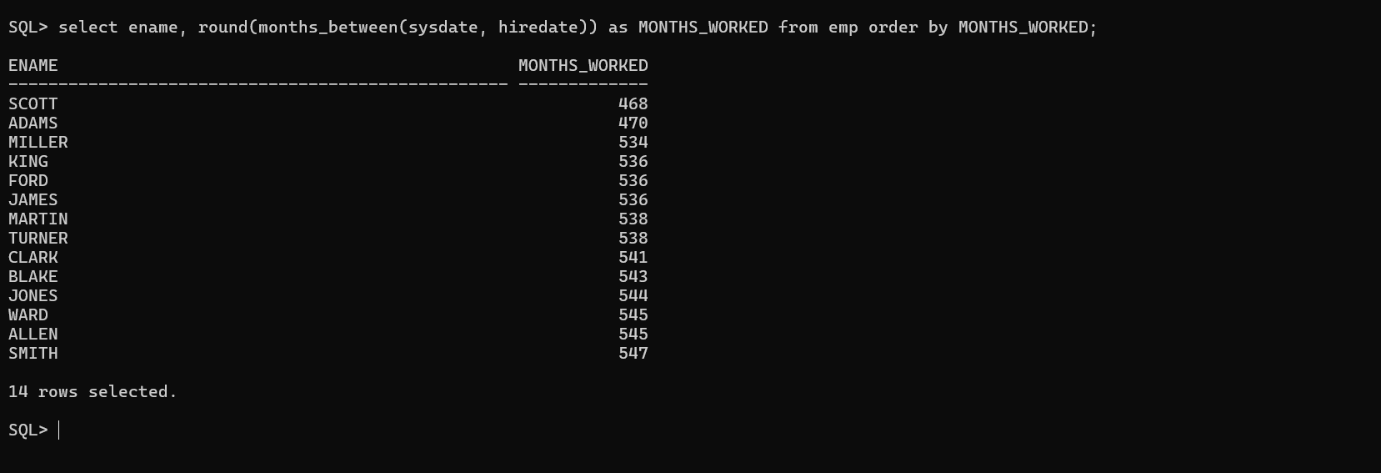 SQL> select ename, round(months_between(sysdate, hiredate)) as MONTHS_WORKED from emp order by MONTHS_WORKED;
ENAME                                              MONTHS_WORKED
-------------------------------------------------- -------------
SCOTT                                                        468
ADAMS                                                        470
MILLER                                                       534
KING                                                         536
FORD                                                         536
JAMES                                                        536
MARTIN                                                       538
TURNER                                                       538
CLARK                                                        541
BLAKE                                                        543
JONES                                                        544
WARD                                                         545
ALLEN                                                        545
SMITH                                                        547
14 rows selected.
SQL>